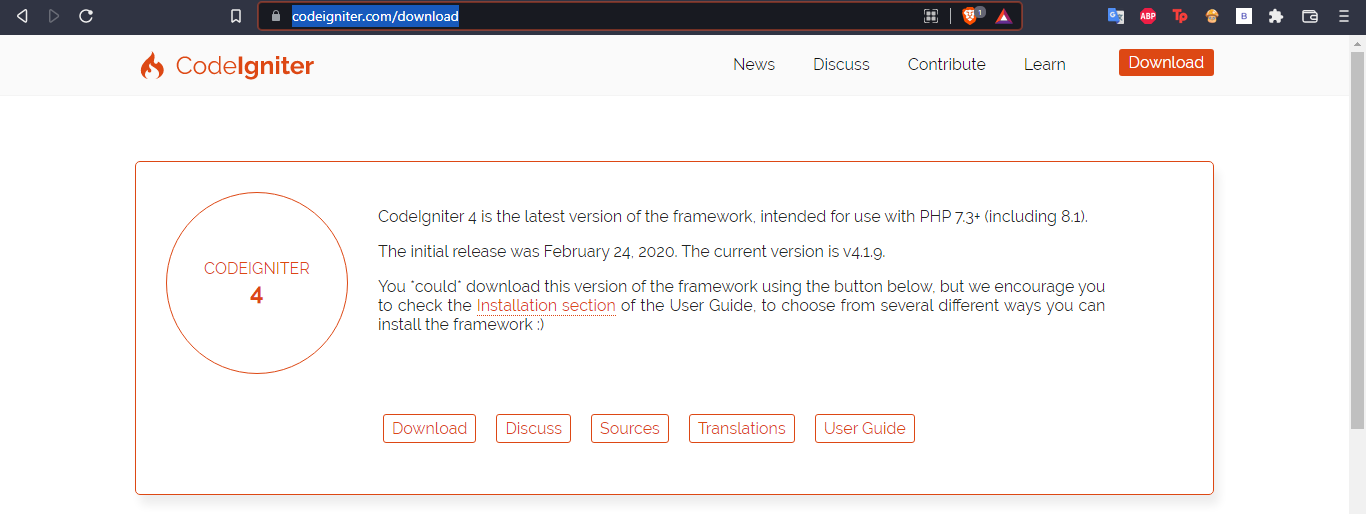 codeigniter.com/download
1
ABP
Tp
B
CodeIgniter
News
Discuss
Contribute
Learn
Download
CODEIGNITER
4
CodeIgniter 4 is the latest version of the framework, intended for use with PHP 7.3+ (including 8.1).
The initial release was February 24, 2020. The current version is v4.1.9.
You *could* download this version of the framework using the button below, but we encourage you
to check the Installation section of the User Guide, to choose from several different ways you can
install the framework :)
Download
Discuss
Sources
Translations
User Guide